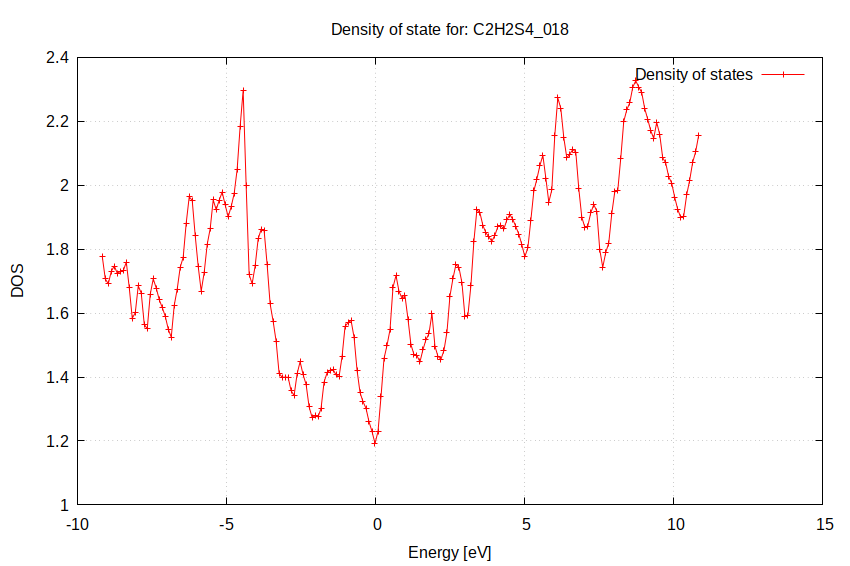 Density of state for: C2H2S4_018
Density of states
2.4
2.2
2
1.8
1.6
1.4
1.2
1
DOS
-10 -5 0 5 10 15
Energy [eV]